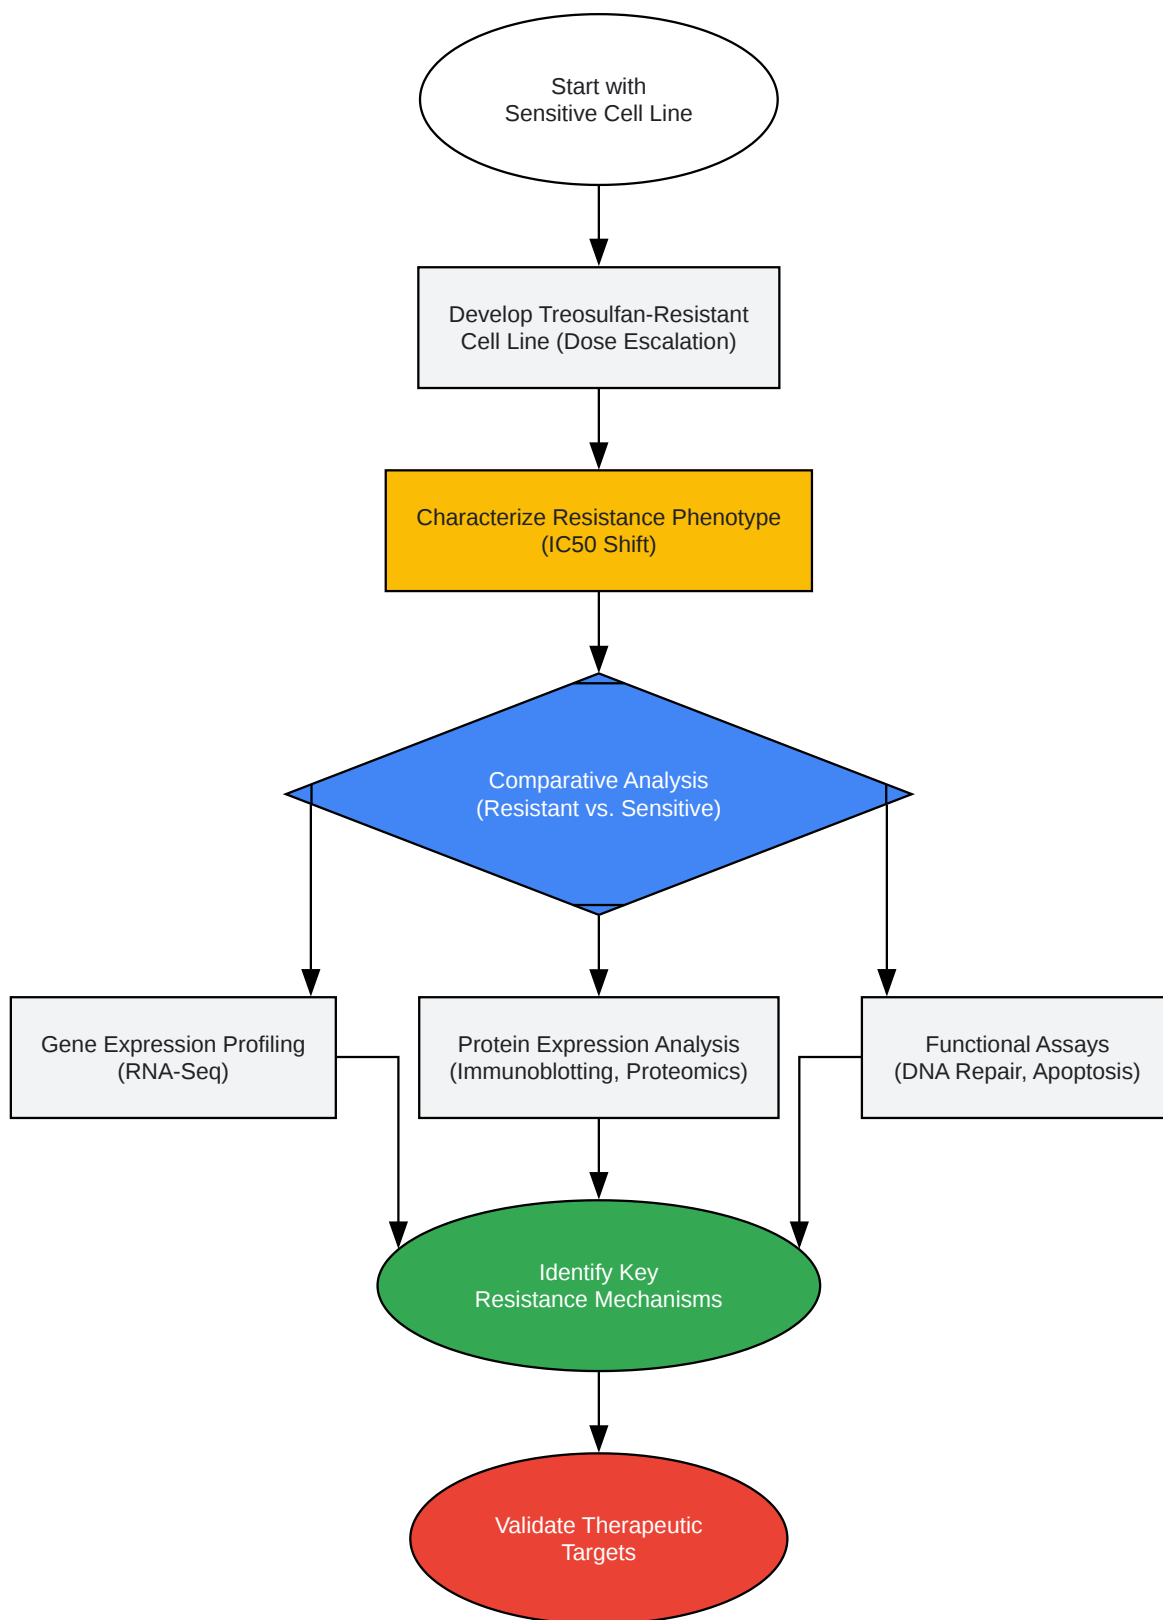 Start with
Sensitive Cell Line
Develop Treosulfan-Resistant
Cell Line (Dose Escalation)
Characterize Resistance Phenotype
(IC50 Shift)
Comparative Analysis
(Resistant vs. Sensitive)
Gene Expression Profiling
(RNA-Seq)
Protein Expression Analysis
(Immunoblotting, Proteomics)
Functional Assays
(DNA Repair, Apoptosis)
Identify Key
Resistance Mechanisms
Validate Therapeutic
Targets